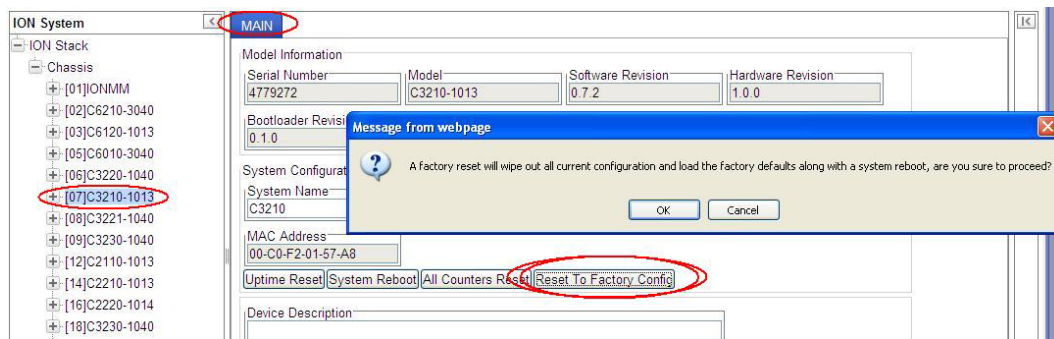 ION System
ION Stack
Chassis
[01]IONMM
[02]C6210-3040
[03]C6120-1013
[05]C6010-3040
[06]C3220-1040
[07]C3210-1013
[08]C3221-1040
[09]C3230-1040
[12]C2110-1013
[14]C2210-1013
[16]C2220-1014
[18]C3230-1040
MAIN
Model Information
Serial Number Model Software Revision Hardware Revision
4779272 C3210-1013 0.7.2 1.0.0
Bootloader Revisi
0.1.0
Message from webpage
A factory reset will wipe out all current configuration and load the factory defaults along with a system reboot, are you sure to proceed?
OK Cancel
System Configurat
System Name
C3210
MAC Address
00-C0-F2-01-57-A8
Uptime Reset System Reboot All Counters Reset Reset To Factory Config
Device Description